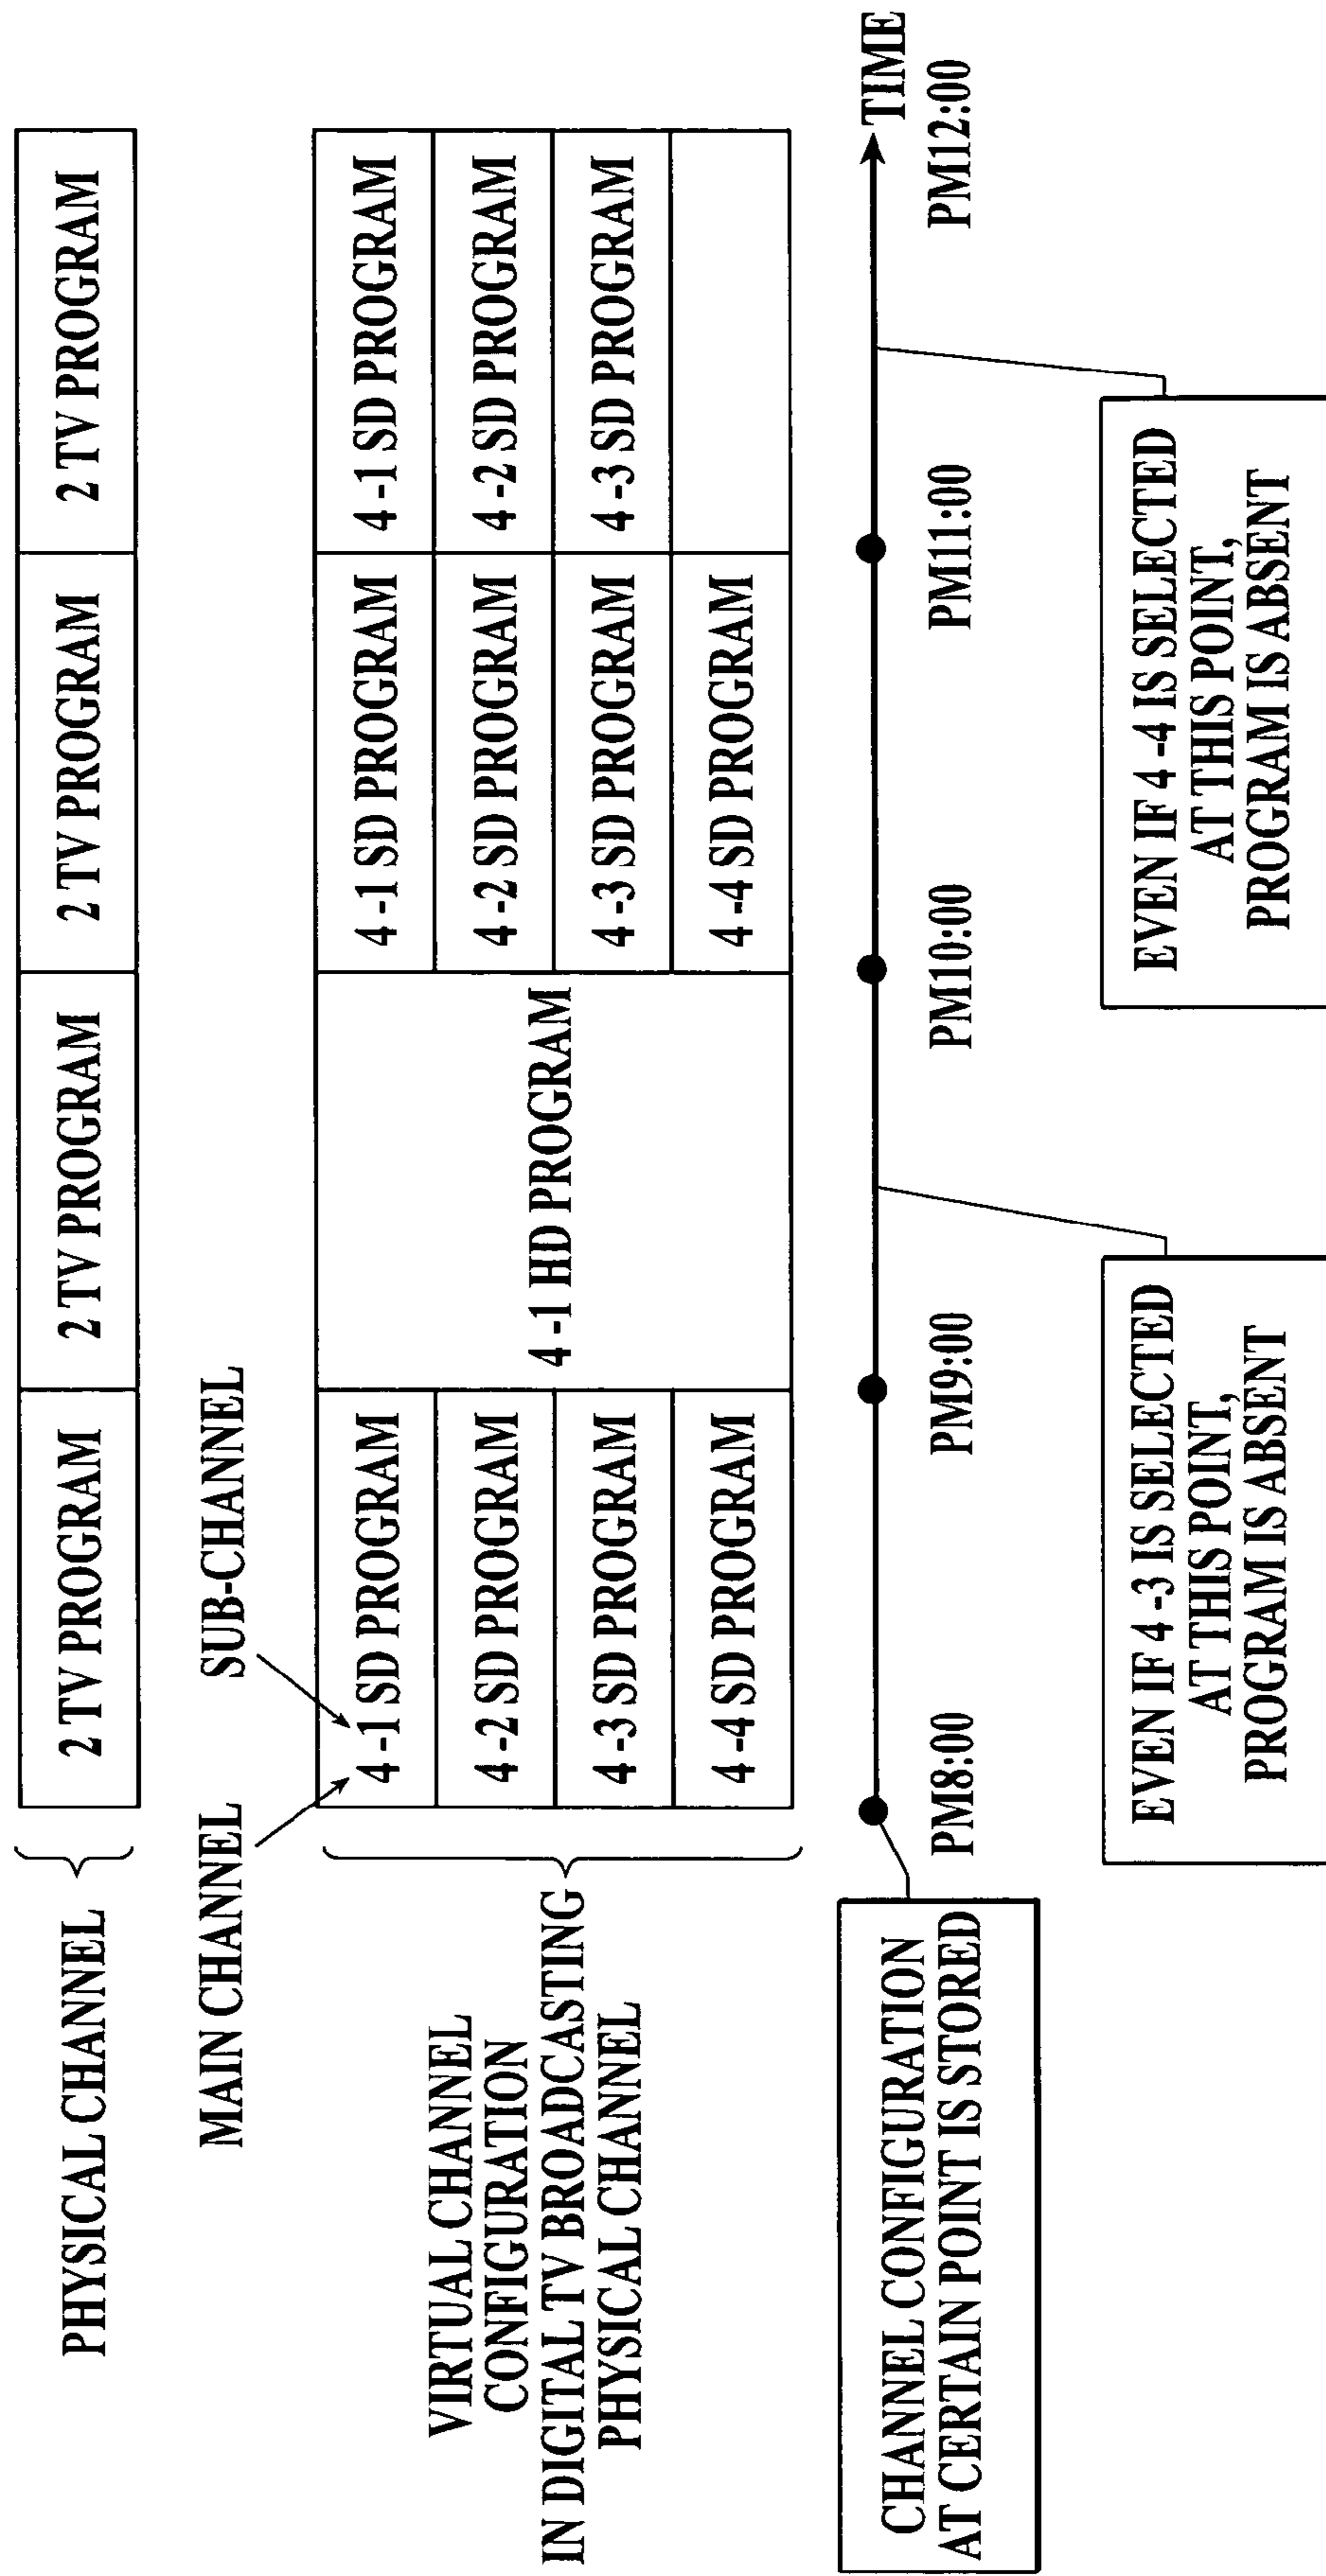 PHYSICAL CHANNEL
2 TV PROGRAM
2 TV PROGRAM
2 TV PROGRAM
2 TV PROGRAM
MAIN CHANNEL
SUB-CHANNEL
VIRTUAL CHANNEL
CONFIGURATION
IN DIGITAL TV BROADCASTING
PHYSICAL CHANNEL
4 -1 SD PROGRAM
4 -2 SD PROGRAM
4 -3 SD PROGRAM
4 -4 SD PROGRAM
4 -1 HD PROGRAM
4 -1 SD PROGRAM
4 -2 SD PROGRAM
4 -3 SD PROGRAM
4 -4 SD PROGRAM
4 -1 SD PROGRAM
4 -2 SD PROGRAM
4 -3 SD PROGRAM
TIME
PM8:00
PM9:00
PM10:00
PM11:00
PM12:00
CHANNEL CONFIGURATION
AT CERTAIN POINT IS STORED
EVEN IF 4 -3 IS SELECTED
AT THIS POINT,
PROGRAM IS ABSENT
EVEN IF 4 -4 IS SELECTED
AT THIS POINT,
PROGRAM IS ABSENT